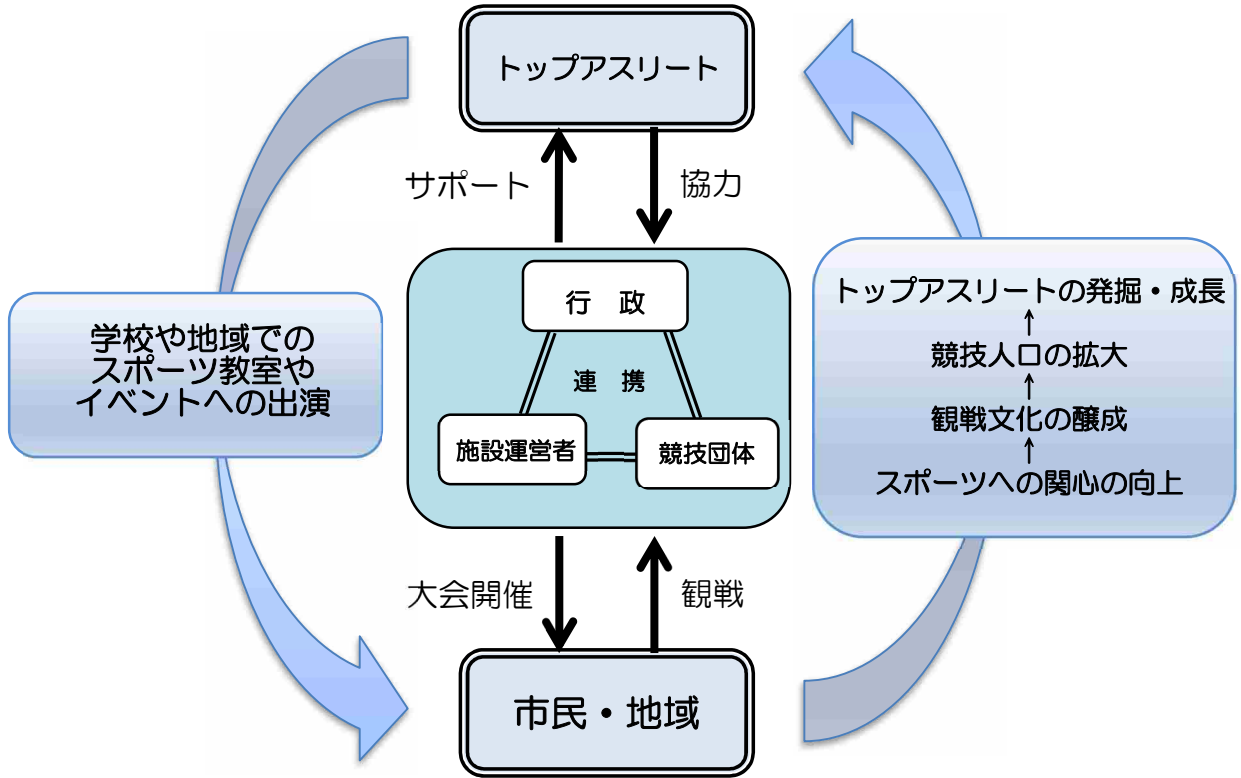 トップアスリート
サポート
協力
行 政
連 携
施設運営者
競技団体
学校や地域での
スポーツ教室や
イベントへの出演
トップアスリートの発掘・成長
↑
競技人口の拡大
↑
観戦文化の醸成
↑
スポーツへの関心の向上
大会開催
観戦
市民・地域